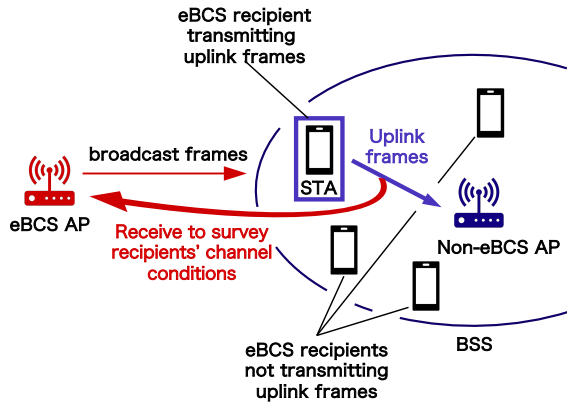 eBCS recipient
transmitting
uplink frames
broadcast frames
Uplink
frames
STA
eBCS AP
Receive to survey
recipients' channel
conditions
Non-eBCS AP
BSS
eBCS recipients
not transmitting
uplink frames